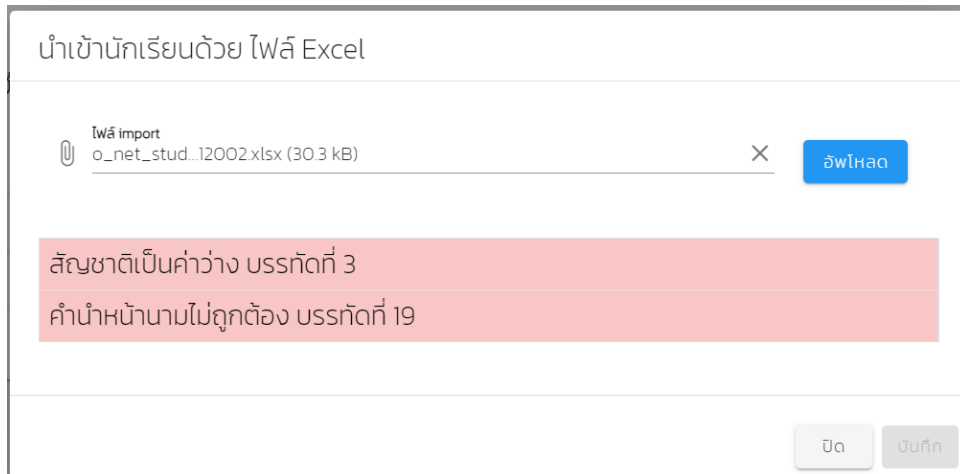 นำเข้านักเรียนด้วย ไฟล์ Excel
ไฟล์ import
o_net_stud...12002.xlsx (30.3 kB)
อัพโหลด
สัญชาติเป็นค่าว่าง บรรทัดที่ 3
คำนำหน้านามไม่ถูกต้อง บรรทัดที่ 19
ปิด
บันทึก